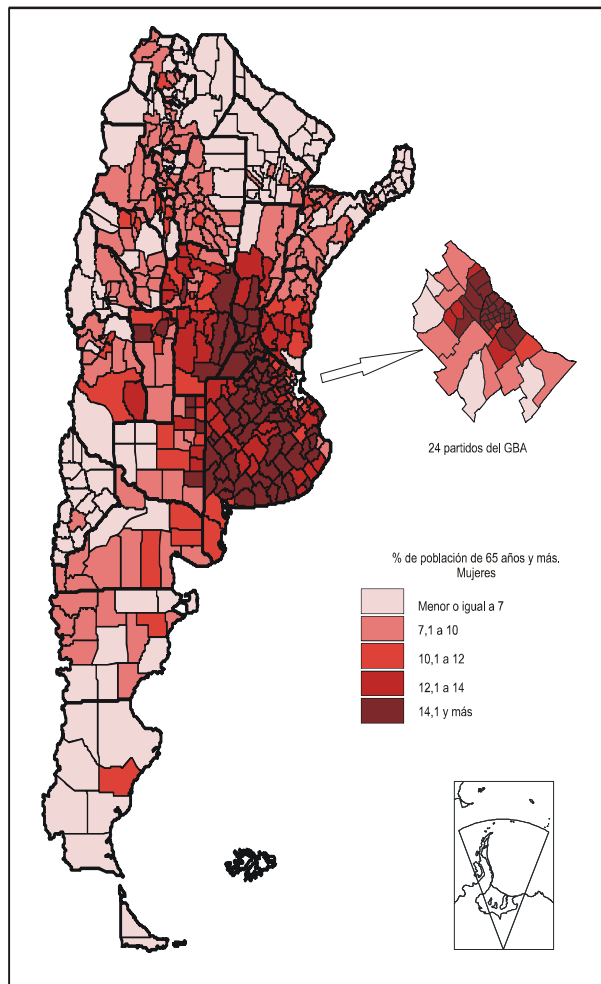 24 partidos del GBA
% de población de 65 años y más.
Mujeres
Menor o igual a 7
7,1 a 10
10,1 a 12
12,1 a 14
14,1 y más